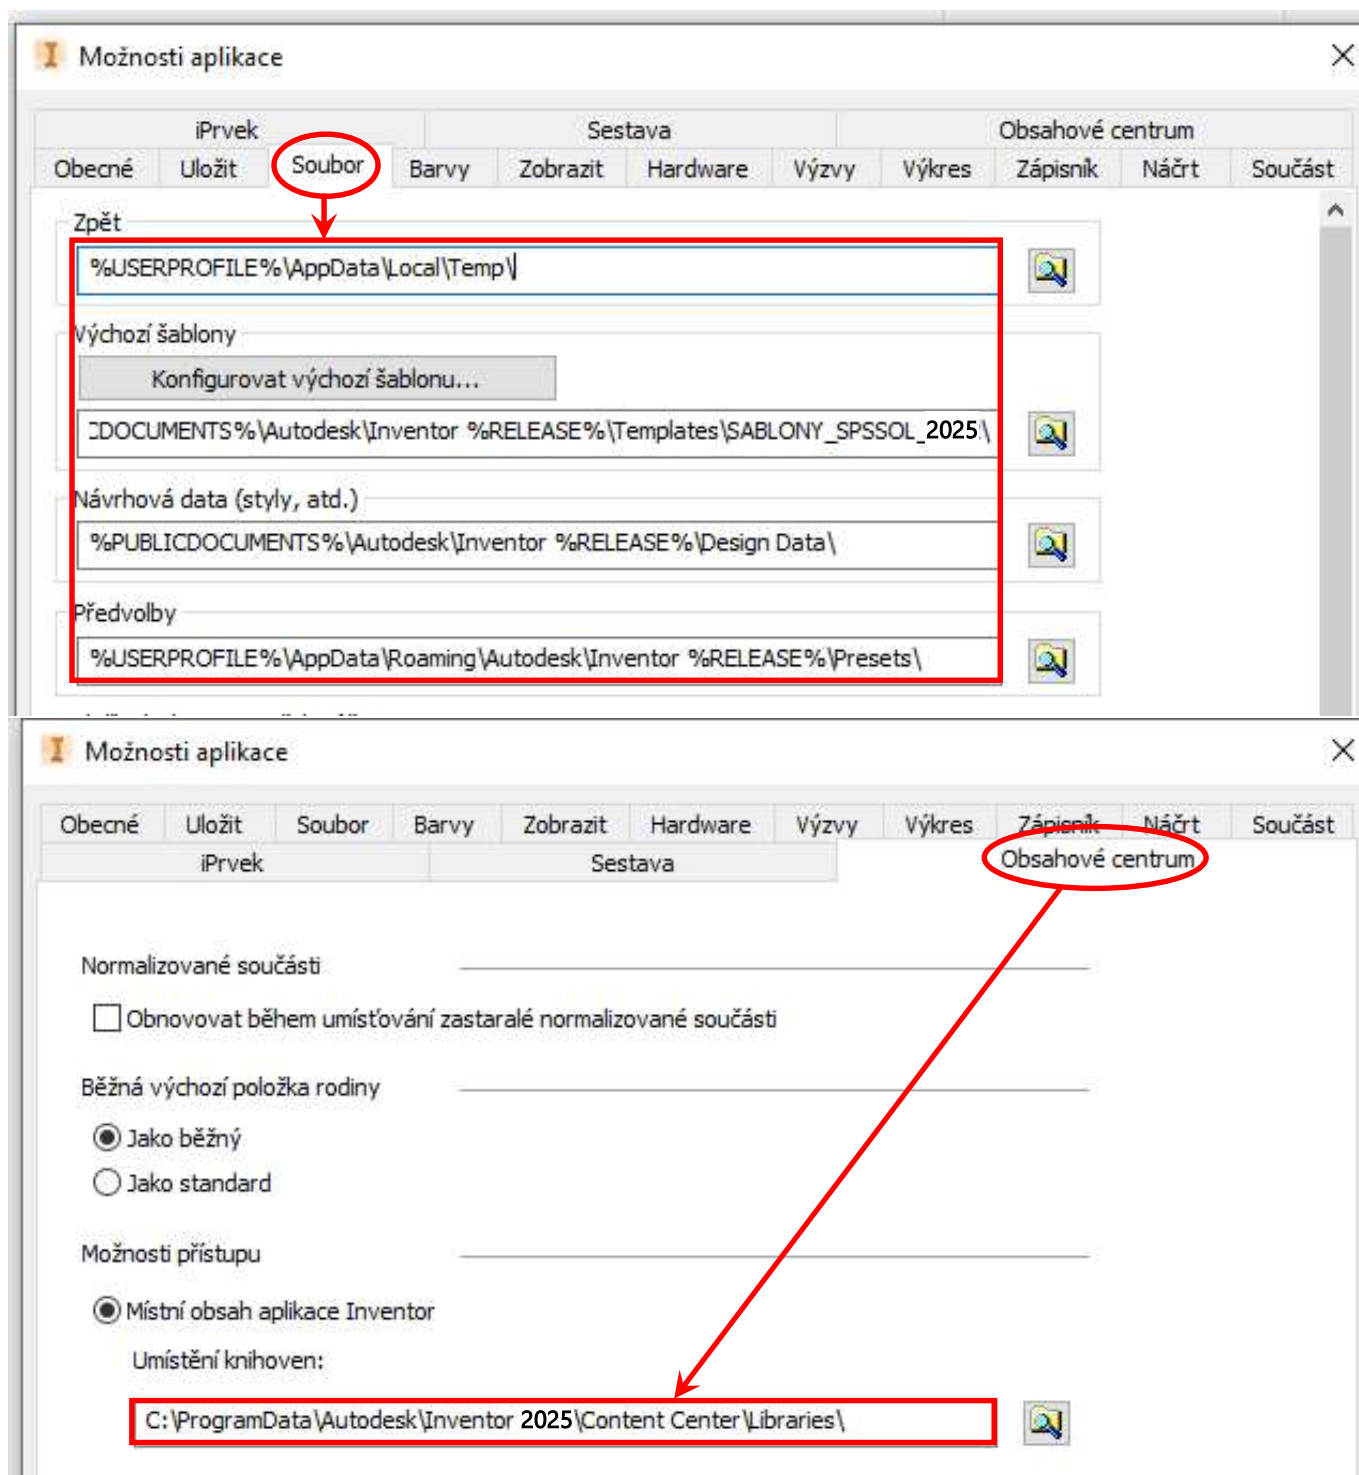 Možnosti aplikace
iPrvek Sestava Obsahové centrum
Obecné Uložit Soubor Barvy Zobrazit Hardware Výzvy Výkres Zápisník Náčrt Součást
Zpět
%USERPROFILE%\AppData\Local\Temp\
Výchozí šablony
Konfigurovat výchozí šablonu...
CDOCUMENTS%\Autodesk\Inventor %RELEASE%\Templates\SABLONY_SPSSOL_2025\
Návrhová data (styly, atd.)
%PUBLICDOCUMENTS%\Autodesk\Inventor %RELEASE%\Design Data\
Předvolby
%USERPROFILE%\AppData\Roaming\Autodesk\Inventor %RELEASE%\Presets\
Možnosti aplikace
Obecné Uložit Soubor Barvy Zobrazit Hardware Výzvy Výkres Zápisník Náčrt Součást
iPrvek Sestava Obsahové centrum
Normalizované součásti
Obnovovat během umísťování zastaralé normalizované součásti
Běžná výchozí položka rodiny
Jako běžný
Jako standard
Možnosti přístupu
Místní obsah aplikace Inventor
Umístění knihoven:
C:\ProgramData\Autodesk\Inventor 2025\Content Center\Libraries\